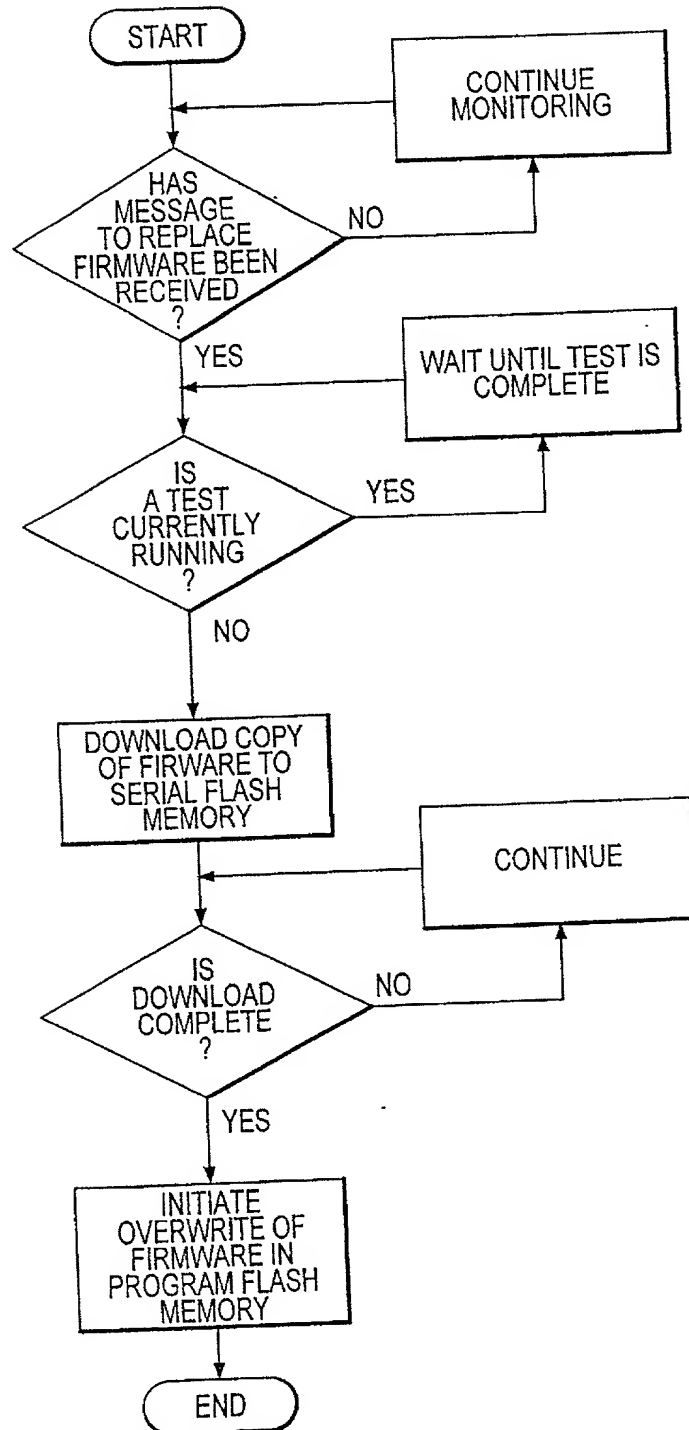 START
CONTINUE
MONITORING
HAS
MESSAGE
TO REPLACE
FIRMWARE BEEN
RECEIVED
?
NO
YES
WAIT UNTIL TEST IS
COMPLETE
IS
A TEST
CURRENTLY
RUNNING
?
YES
NO
DOWNLOAD COPY
OF FIRWARE TO
SERIAL FLASH
MEMORY
CONTINUE
IS
DOWNLOAD
COMPLETE
?
NO
YES
INITIATE
OVERWRITE OF
FIRMWARE IN
PROGRAM FLASH
MEMORY
END